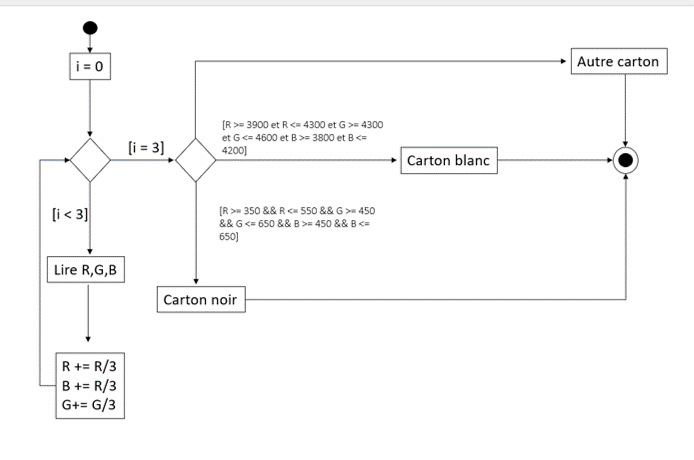 i = 0
Autre carton
[R >= 3900 et R <= 4300 et G >= 4300
et G <= 4600 et B >= 3800 et B <=
4200]
[i = 3]
Carton blanc
[i < 3]
[R >= 350 && R <= 550 && G >= 450
&& G <= 650 && B >= 450 && B <=
650]
Lire R,G,B
Carton noir
R += R/3
B += R/3
G+= G/3